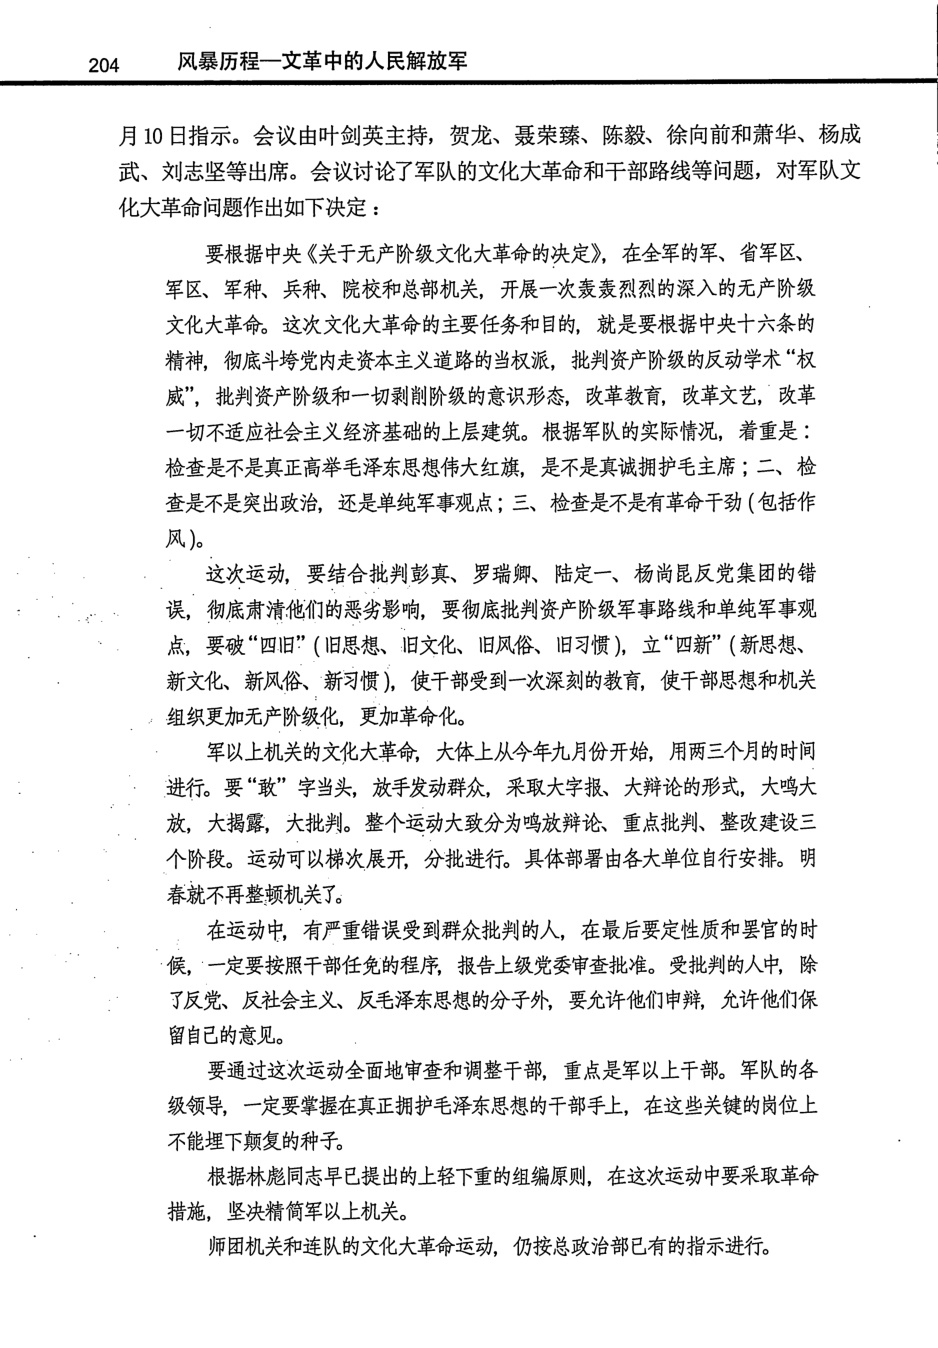 204 风暴历程—文革中的人民解放军
月10日指示。会议由叶剑英主持，贺龙、聂荣臻、陈毅、徐向前和萧华、杨成
武、刘志坚等出席。会议讨论了军队的文化大革命和干部路线等问题，对军队文
化大革命问题作出如下决定：
要根据中央《关于无产阶级文化大革命的决定》，在全军的军、省军区、
军区、军种、兵种、院校和总部机关，开展一次轰轰烈烈的深入的无产阶级
文化大革命。这次文化大革命的主要任务和目的，就是要根据中央十六条的
精神，彻底斗垮党内走资本主义道路的当权派，批判资产阶级的反动学术“权
威”，批判资产阶级和一切剥削阶级的意识形态，改革教育，改革文艺，改革
一切不适应社会主义经济基础的上层建筑。根据军队的实际情况，着重是：
检查是不是真正高举毛泽东思想伟大红旗，是不是真诚拥护毛主席；二、检
查是不是突出政治，还是单纯军事观点；三、检查是不是有革命干劲（包括作
风）。
这次运动，要结合批判彭真、罗瑞卿、陆定一、杨尚昆反党集团的错
误，彻底肃清他们的恶劣影响，要彻底批判资产阶级军事路线和单纯军事观
点，要破“四旧”（旧思想、旧文化、旧风俗、旧习惯），立“四新”（新思想、
新文化、新风俗、新习惯），使干部受到一次深刻的教育，使干部思想和机关
组织更加无产阶级化，更加革命化。
军以上机关的文化大革命，大体上从今年九月份开始，用两三个月的时间
进行。要“敢”字当头，放手发动群众，采取大字报、大辩论的形式，大鸣大
放，大揭露，大批判。整个运动大致分为鸣放辩论、重点批判、整改建设三
个阶段。运动可以梯次展开，分批进行。具体部署由各大单位自行安排。明
春就不再整顿机关了。
在运动中，有严重错误受到群众批判的人，在最后要定性质和罢官的时
候，一定要按照干部任免的程序，报告上级党委审查批准。受批判的人中，除
了反党、反社会主义、反毛泽东思想的分子外，要允许他们申辩，允许他们保
留自己的意见。
要通过这次运动全面地审查和调整干部，重点是军以上干部。军队的各
级领导，一定要掌握在真正拥护毛泽东思想的干部手上，在这些关键的岗位上
不能埋下颠复的种子。
根据林彪同志早已提出的上轻下重的组编原则，在这次运动中要采取革命
措施，坚决精简军以上机关。
师团机关和连队的文化大革命运动，仍按总政治部已有的指示进行。